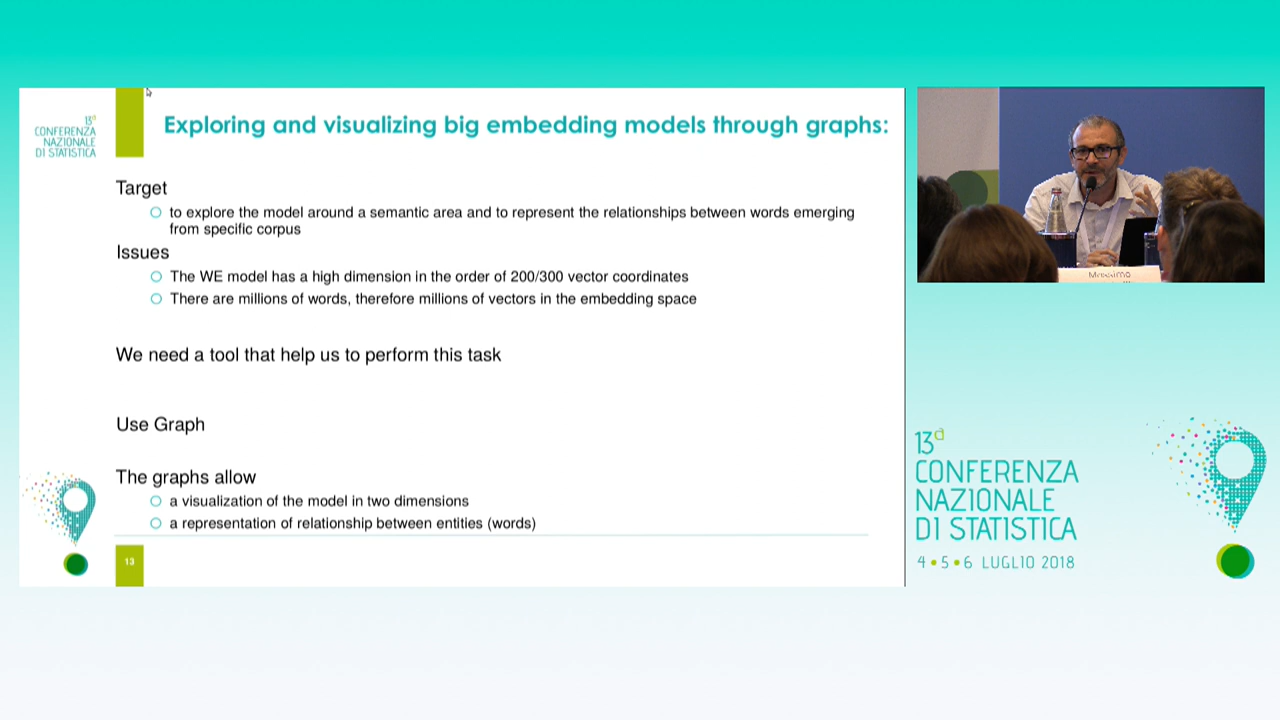 13ª
CONFERENZA
NAZIONALE
DI STATISTICA
Exploring and visualizing big embedding models through graphs:
Target
to explore the model around a semantic area and to represent the relationships between words emerging
from specific corpus
Issues
The WE model has a high dimension in the order of 200/300 vector coordinates
There are millions of words, therefore millions of vectors in the embedding space
We need a tool that help us to perform this task
Use Graph
The graphs allow
a visualization of the model in two dimensions
a representation of relationship between entities (words)
13
Massimo
13ª
CONFERENZA
NAZIONALE
DI STATISTICA
4 • 5 • 6 LUGLIO 2018